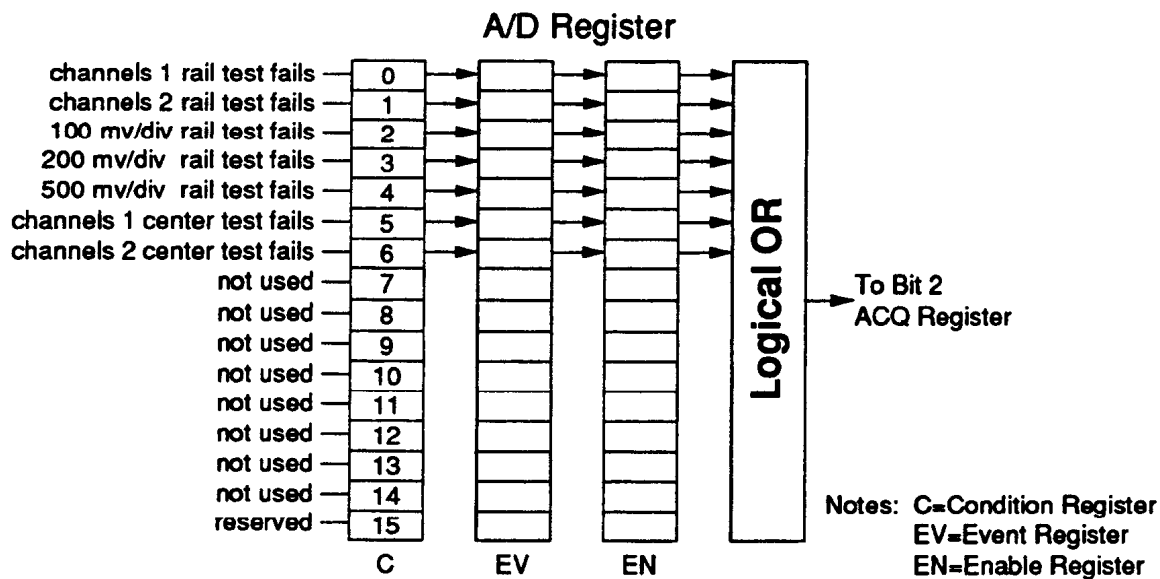 A/D Register
channels 1 rail test fails 0
channels 2 rail test fails 1
100 mv/div rail test fails 2
200 mv/div rail test fails 3
500 mv/div rail test fails 4
channels 1 center test fails 5
channels 2 center test fails 6
not used 7
not used 8
not used 9
not used 10
not used 11
not used 12
not used 13
not used 14
reserved 15
C
EV
EN
Logical OR
To Bit 2
ACQ Register
Notes: C=Condition Register
EV=Event Register
EN=Enable Register